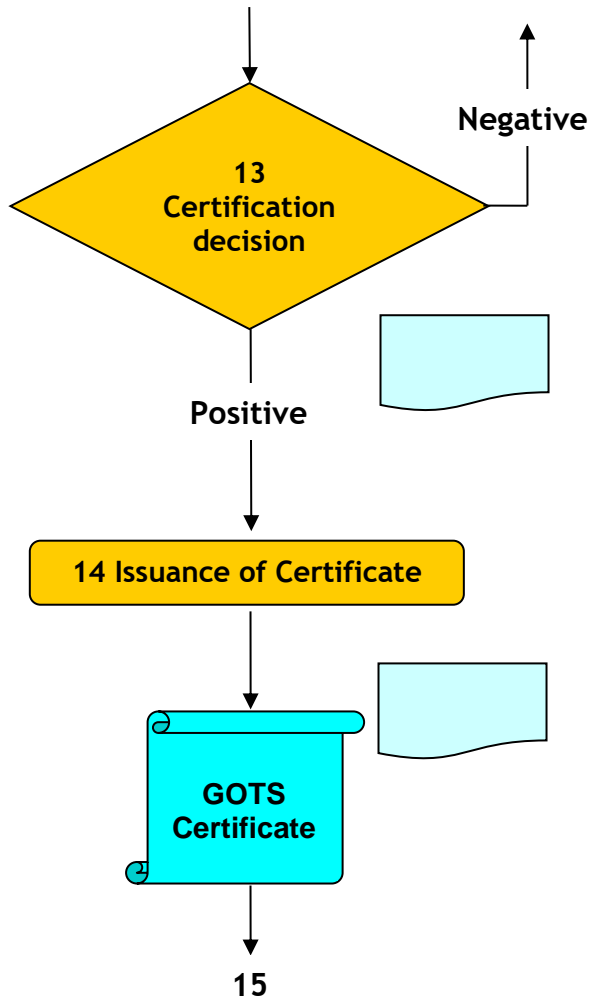 Negative
13
Certification
decision
Positive
14 Issuance of Certificate
GOTS
Certificate
15